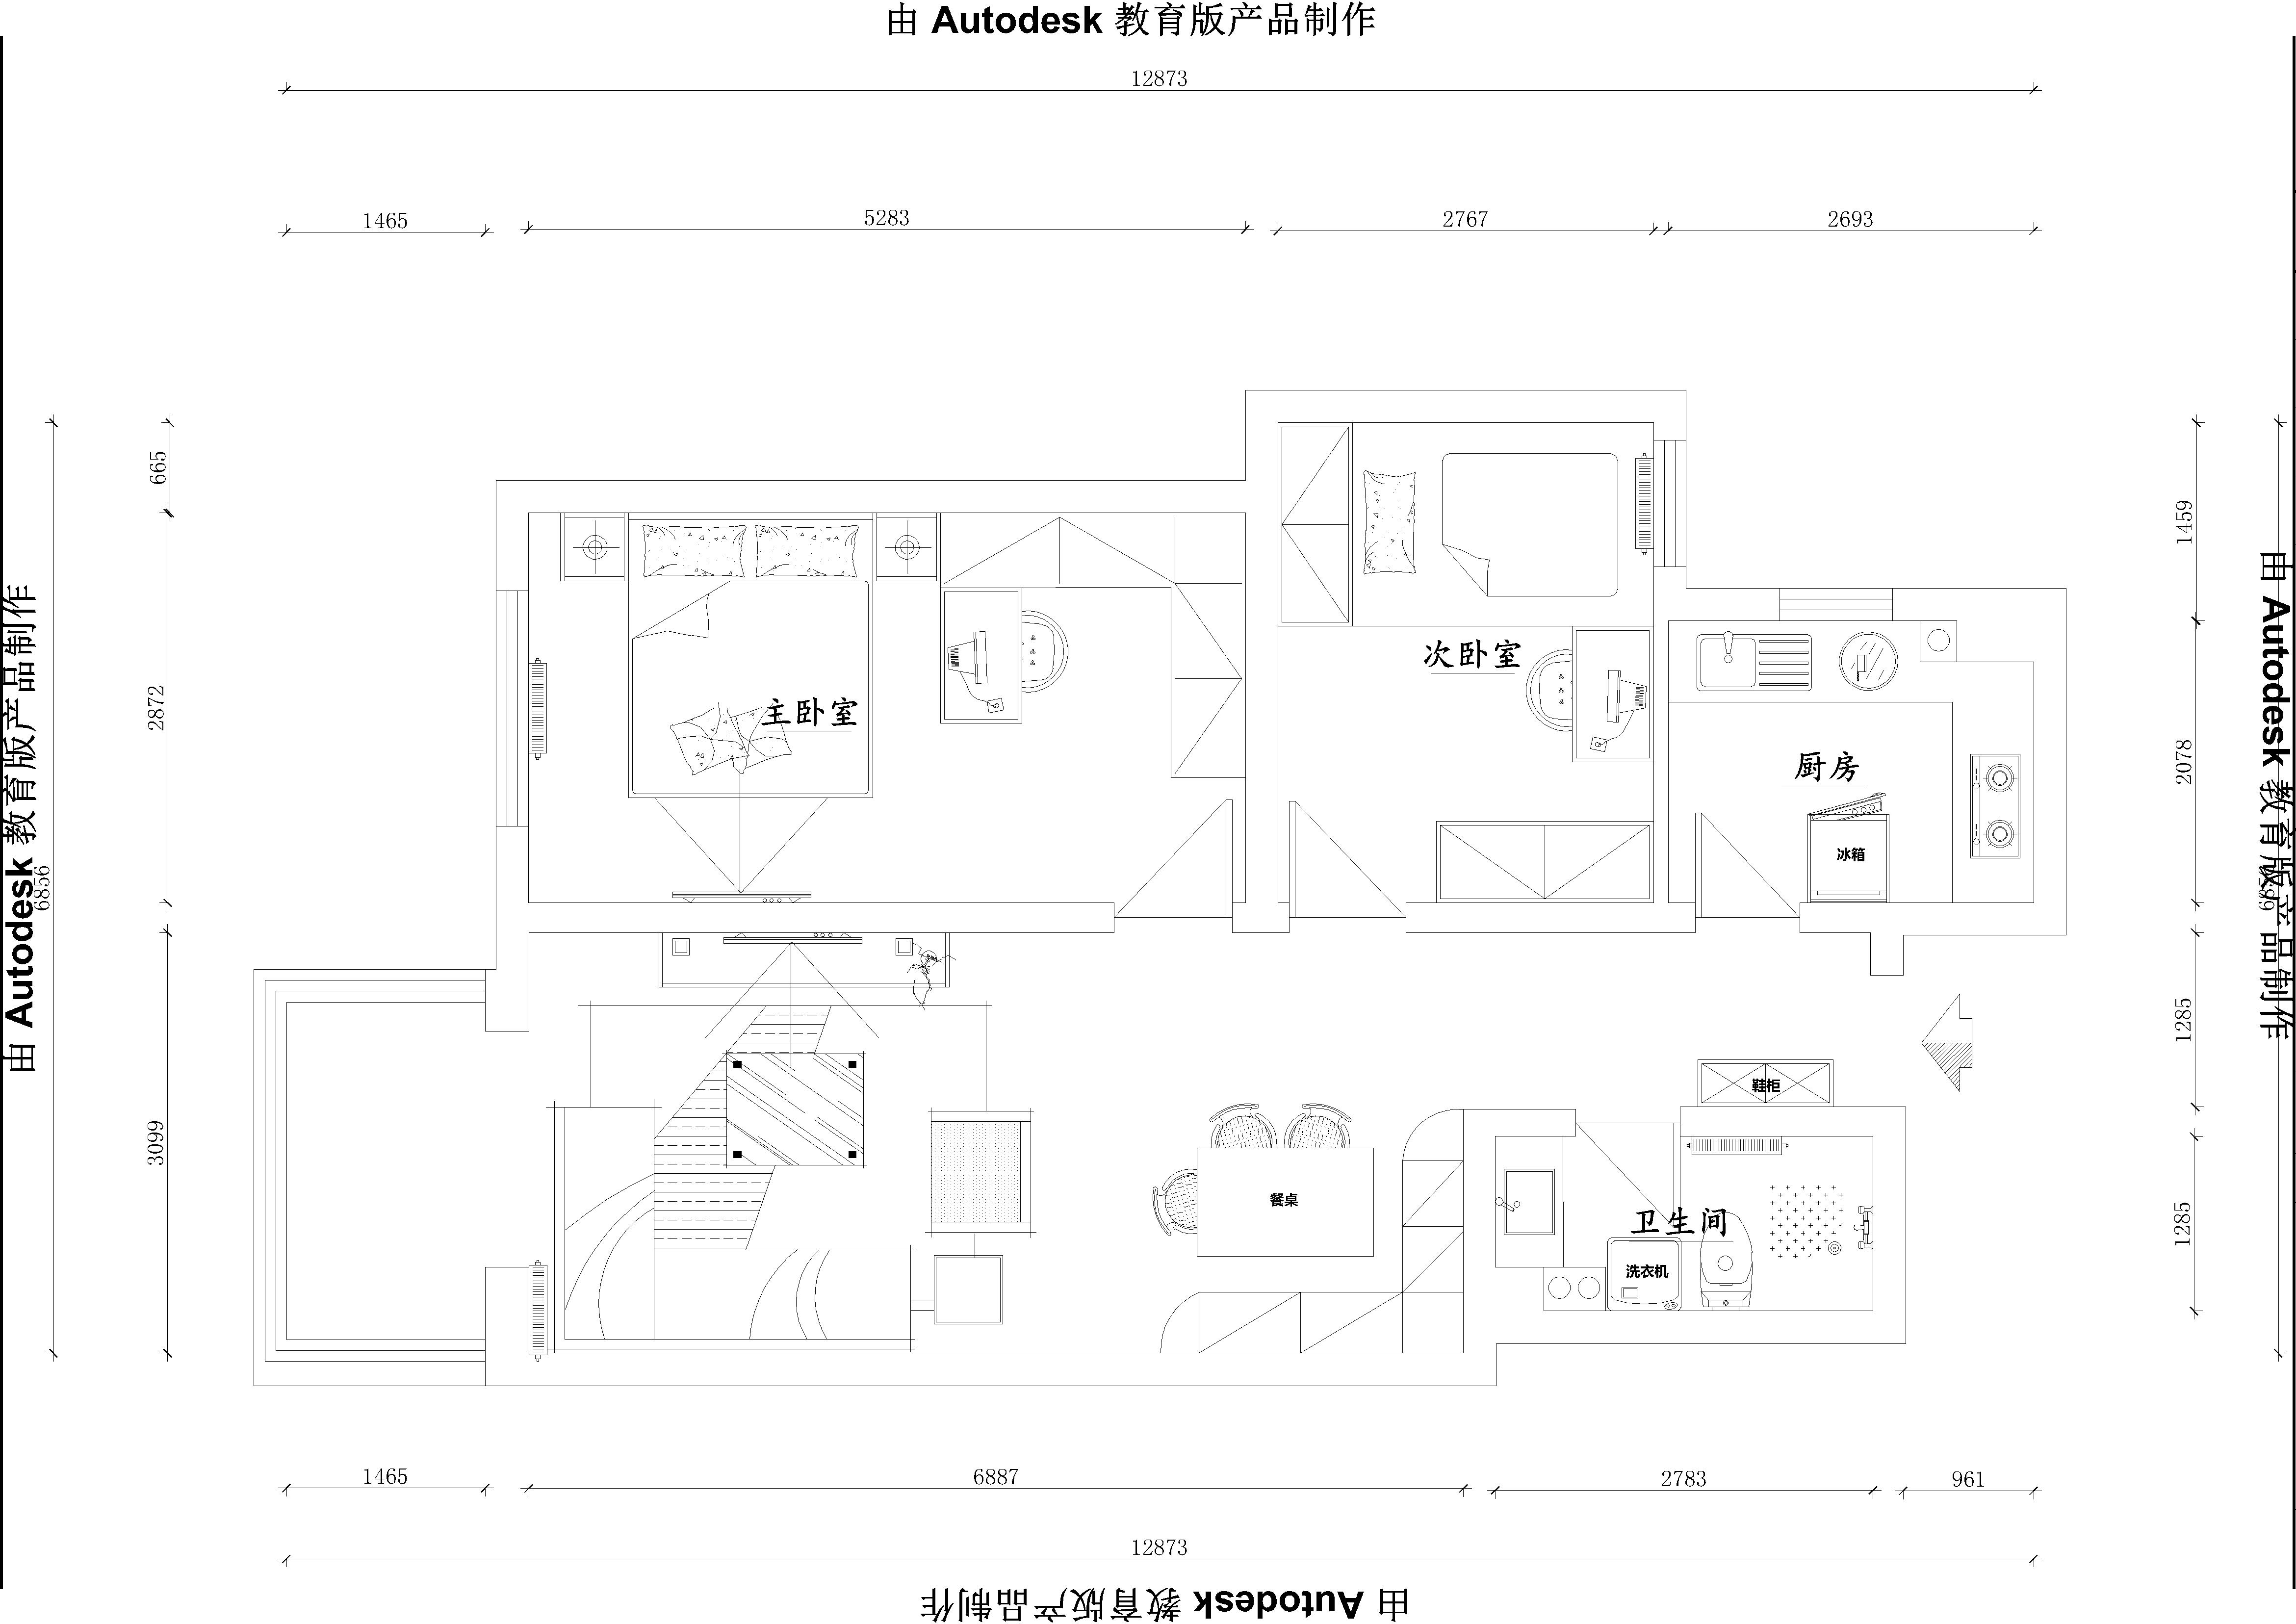 由 Autodesk 教育版产品制作
12873
1465
5283
2767
2693
665
2872
3099
6856
由 Autodesk 教育版产品制作
1459
2078
1285
1285
6856
由 Autodesk 教育版产品制作
主卧室
次卧室
厨房
冰箱
鞋柜
餐桌
卫生间
洗衣机
1465
6887
2783
961
12873
由 Autodesk 教育版产品制作